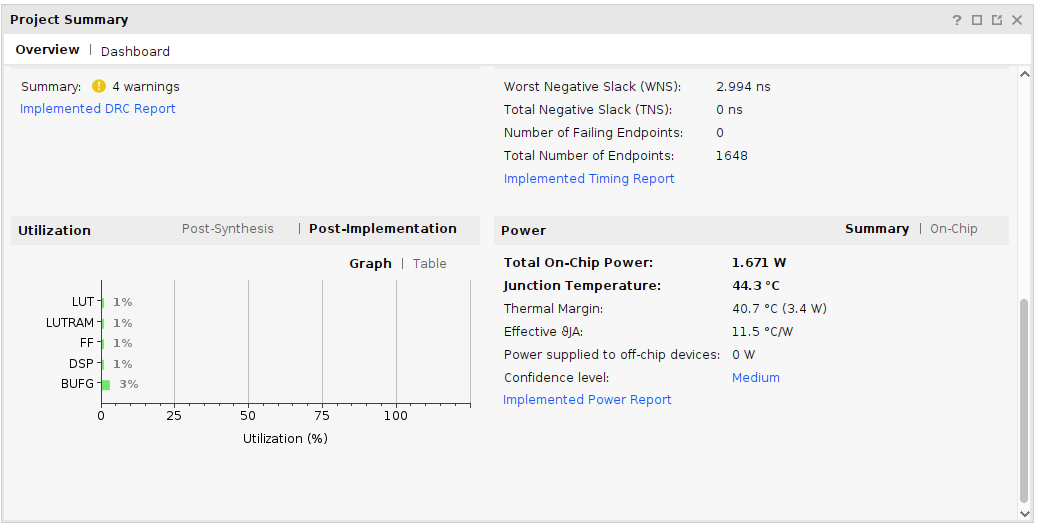 Project Summary
?
Overview | Dashboard
Summary: 4 warnings
Implemented DRC Report
Worst Negative Slack (WNS): 2.994 ns
Total Negative Slack (TNS): 0 ns
Number of Failing Endpoints: 0
Total Number of Endpoints: 1648
Implemented Timing Report
Utilization Post-Synthesis | Post-Implementation
Graph | Table
LUT 1%
LUTRAM 1%
FF 1%
DSP 1%
BUFG 3%
0 25 50 75 100
Utilization (%)
Power Summary | On-Chip
Total On-Chip Power: 1.671 W
Junction Temperature: 44.3 °C
Thermal Margin: 40.7 °C (3.4 W)
Effective ϑJA: 11.5 °C/W
Power supplied to off-chip devices: 0 W
Confidence level: Medium
Implemented Power Report